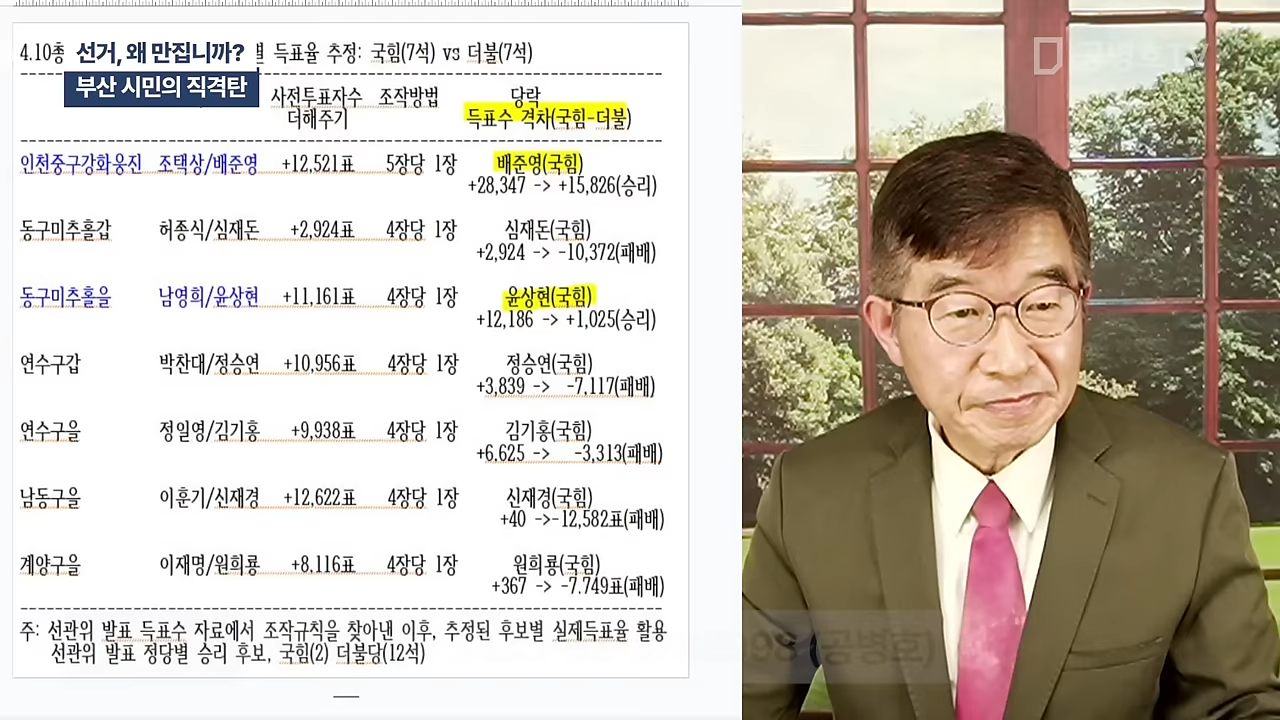 선거, 왜 만집니까?
부산 시민의 직격탄
4.10총 별 득표율 추정: 국힘(7석) vs 더불(7석)
사전투표자수 조작방법 당락
더해주기 득표수 격차(국힘-더불)
인천중구강화웅진 조택상/배준영 +12,521표 5장당 1장 배준영(국힘)
+28,347 -> +15,826(승리)
동구미추홀갑 허종식/심재돈 +2,924표 4장당 1장 심재돈(국힘)
+2,924 -> -10,372(패배)
동구미추홀을 남영희/윤상현 +11,161표 4장당 1장 윤상현(국힘)
+12,186 -> +1,025(승리)
연수구갑 박찬대/정승연 +10,956표 4장당 1장 정승연(국힘)
+3,839 -> -7,117(패배)
연수구을 정일영/김기흥 +9,938표 4장당 1장 김기흥(국힘)
+6.625 -> -3,313(패배)
남동구을 이훈기/신재경 +12,622표 4장당 1장 신재경(국힘)
+40 ->-12,582표(패배)
계양구을 이재명/원희룡 +8,116표 4장당 1장 원희룡(국힘)
+367 -> -7.749표(패배)
주: 선관위 발표 득표수 자료에서 조작규칙을 찾아낸 이후, 추정된 후보별 실제득표율 활용
선관위 발표 정당별 승리 후보, 국힘(2) 더불당(12석)
공병호TV
98 (공병호)